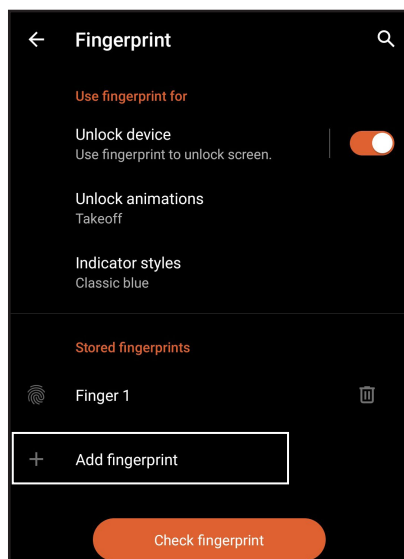 Fingerprint
Use fingerprint for
Unlock device
Use fingerprint to unlock screen.
Unlock animations
Takeoff
Indicator styles
Classic blue
Stored fingerprints
Finger 1
Add fingerprint
Check fingerprint